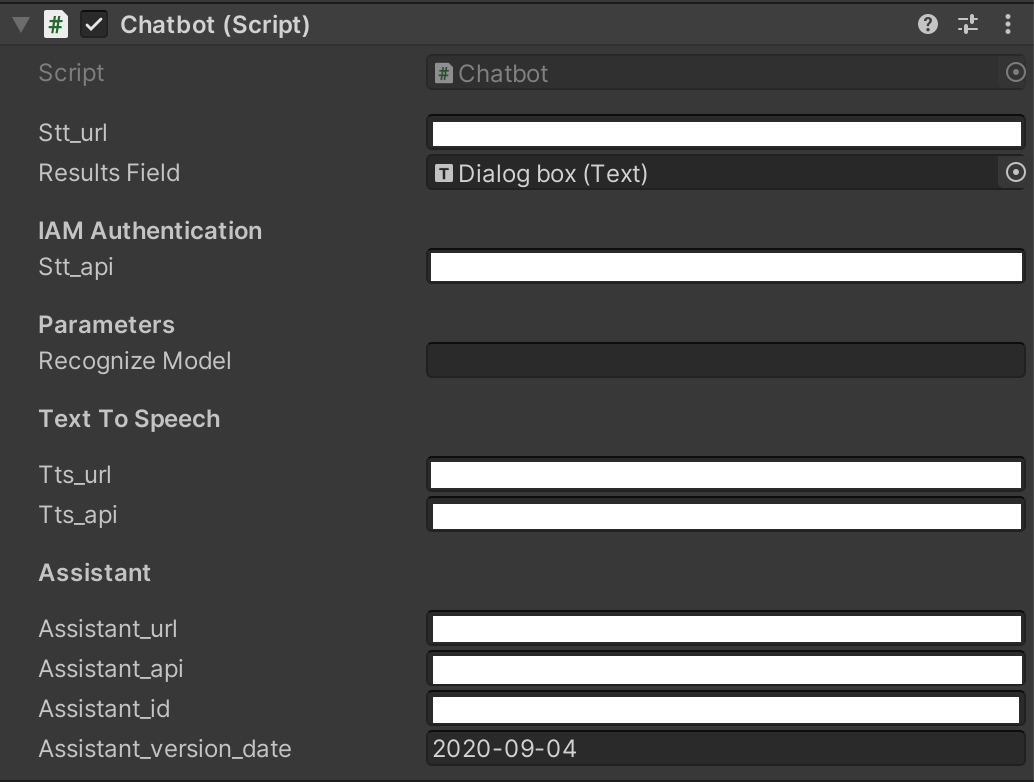 Chatbot (Script)
Script Chatbot
Stt_url
Results Field Dialog box (Text)
IAM Authentication
Stt_api
Parameters
Recognize Model
Text To Speech
Tts_url
Tts_api
Assistant
Assistant_url
Assistant_api
Assistant_id
Assistant_version_date 2020-09-04